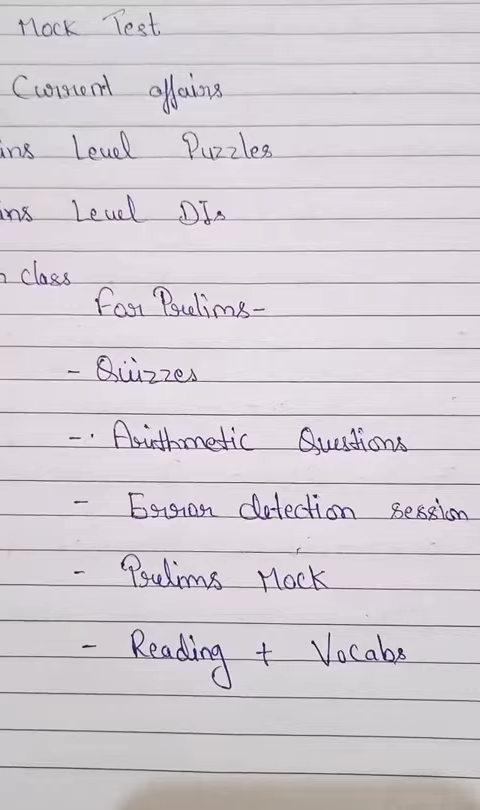 Mock Test
Current affairs
Level Puzzles
Level DIs
class
For Prelims-
- Quizzes
- Arithmetic Questions
- Error detection session
- Prelims Mock
- Reading + Vocabs